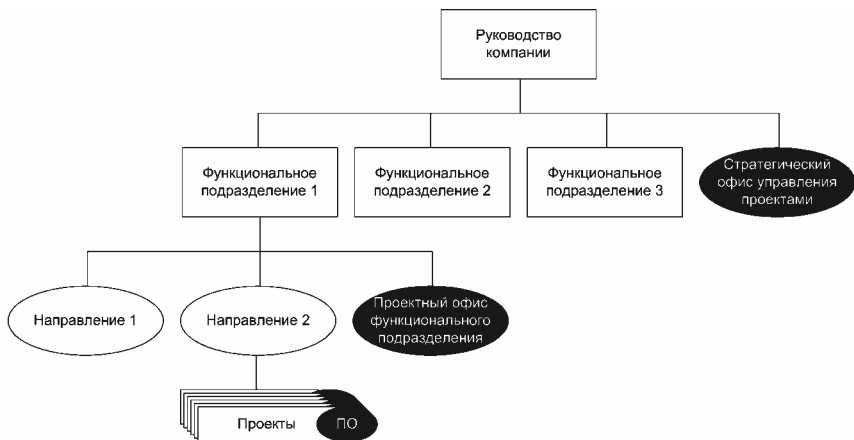 Руководство
компании
Функциональное
подразделение 1
Функциональное
подразделение 2
Функциональное
подразделение 3
Стратегический
офис управления
проектами
Направление 1
Направление 2
Проектный офис
функционального
подразделения
Проекты
ПО